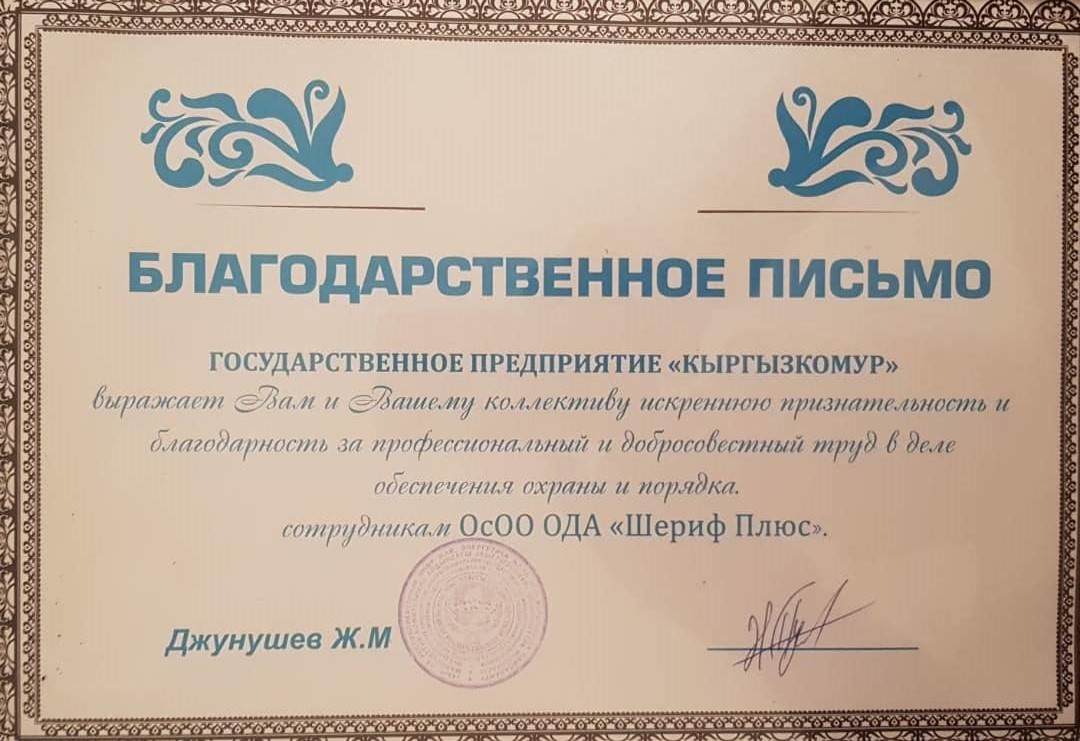 БЛАГОДАРСТВЕННОЕ ПИСЬМО
ГОСУДАРСТВЕННОЕ ПРЕДПРИЯТИЕ «КЫРГЫЗКОМУР»
выражает Вам и Вашему коллективу искреннюю признательность и
благодарность за профессиональный и добросовестный труд в деле
обеспечения охраны и порядка.
сотрудникам ОсОО ОДА «Шериф Плюс».
Джунушев Ж.М